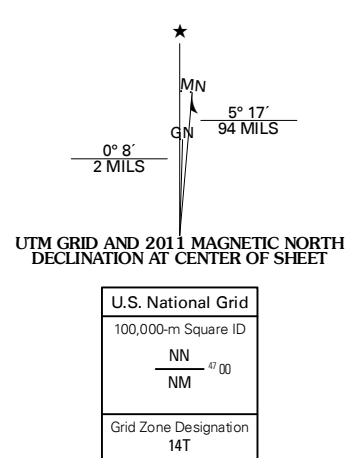 ★
MN
5° 17´
94 MILS
GN
0° 8´
2 MILS
UTM GRID AND 2011 MAGNETIC NORTH
DECLINATION AT CENTER OF SHEET
U.S. National Grid
100,000-m Square ID
NN
47 00
NM
Grid Zone Designation
14T